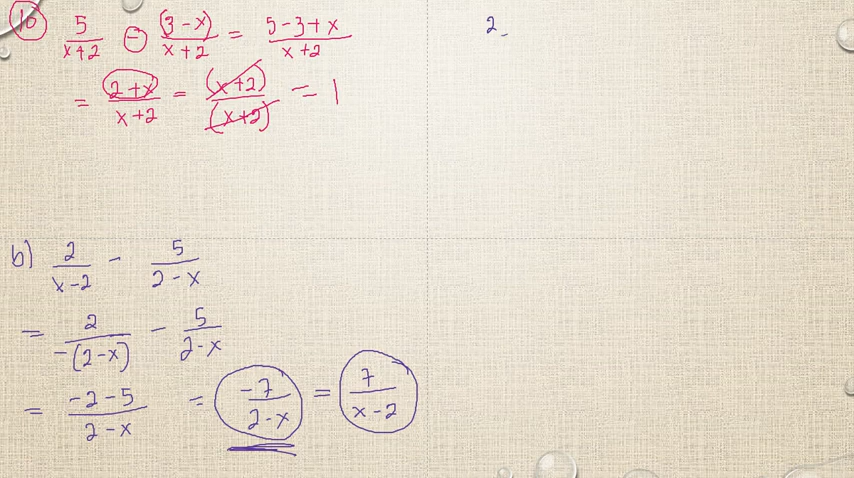 10) 5/(x+2) - (3-x)/(x+2) = (5-3+x)/(x+2)
= (2+x)/(x+2) = (x+2)/(x+2) = 1
b) 2/(x-2) - 5/(2-x)
= 2/(-(2-x)) - 5/(2-x)
= (-2-5)/(2-x) = -7/(2-x) = 7/(x-2)
2.